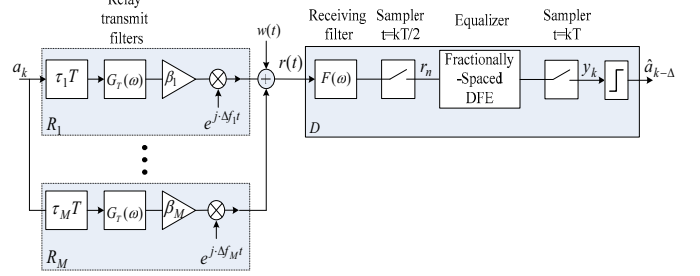 Relay
transmit
filters
w(t)
Receiving
filter
Sampler
t=kT/2
Equalizer
Sampler
t=kT
a_k
τ_1T
G_T(ω)
β_1
r(t)
F(ω)
r_n
Fractionally
-Spaced
DFE
y_k
â_{k-Δ}
e^{j·Δf_1t}
R_1
D
τ_MT
G_T(ω)
β_M
e^{j·Δf_Mt}
R_M